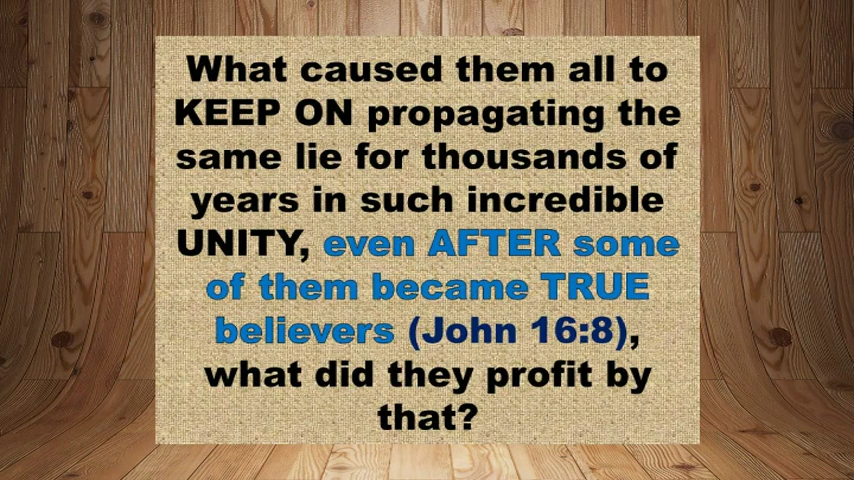 What caused them all to
KEEP ON propagating the
same lie for thousands of
years in such incredible
UNITY, even AFTER some
of them became TRUE
believers (John 16:8),
what did they profit by
that?